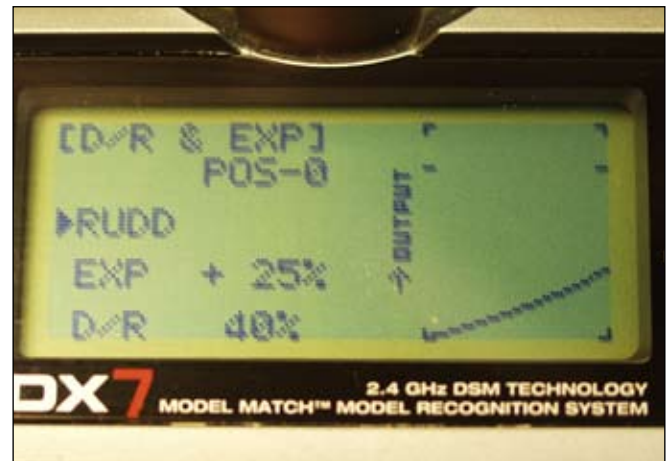 [D/R & EXP]
POS-0
▶RUDD
EXP + 25%
D/R 40%
OUTPUT
DX7
2.4 GHz DSM TECHNOLOGY
MODEL MATCH™ MODEL RECOGNITION SYSTEM